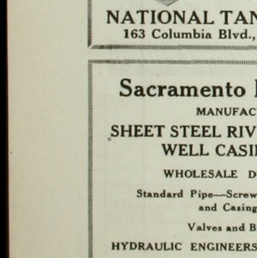 NATIONAL TAN
163 Columbia Blvd.,
Sacramento
MANUFAC
SHEET STEEL RIV
WELL CASI
WHOLESALE D
Standard Pipe—Screw
and Casing
Valves and B
HYDRAULIC ENGINEERS